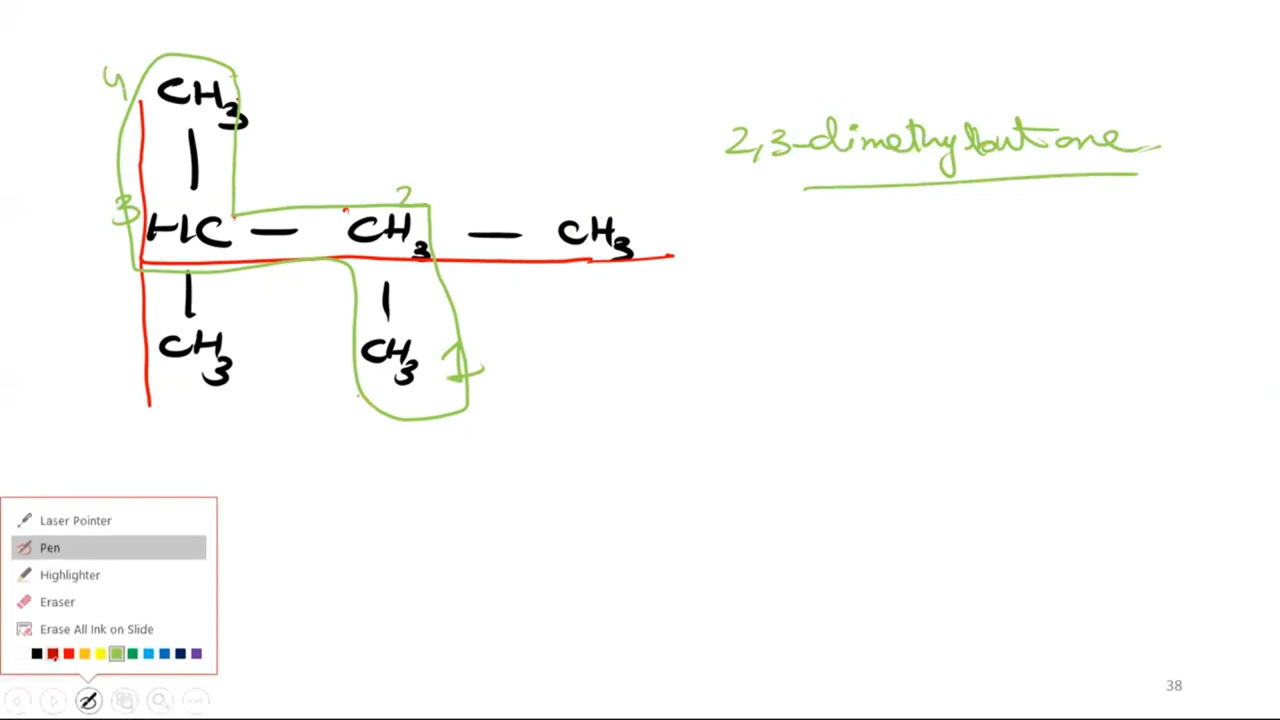 4 CH3
2,3-dimethylbutane
3 HC — CH3 — CH3
2
CH3
CH3 1
Laser Pointer
Pen
Highlighter
Eraser
Erase All Ink on Slide
38